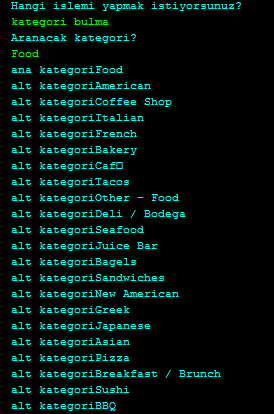 Hangi islemi yapmak istiyorsunuz?
kategori bulma
Aranacak kategori?
Food
ana kategoriFood
alt kategoriAmerican
alt kategoriCoffee Shop
alt kategoriItalian
alt kategoriFrench
alt kategoriBakery
alt kategoriCaf▯
alt kategoriTacos
alt kategoriOther - Food
alt kategoriDeli / Bodega
alt kategoriSeafood
alt kategoriJuice Bar
alt kategoriBagels
alt kategoriSandwiches
alt kategoriNew American
alt kategoriGreek
alt kategoriJapanese
alt kategoriAsian
alt kategoriPizza
alt kategoriBreakfast / Brunch
alt kategoriSushi
alt kategoriBBQ